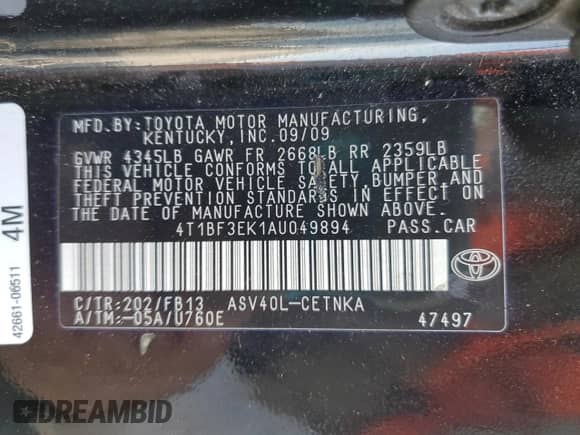 MFD.BY:TOYOTA MOTOR MANUFACTURING,
KENTUCKY,INC.09/09
GVWR 4345LB GAWR FR 2668LB RR 2359LB
THIS VEHICLE CONFORMS TO ALL APPLICABLE
FEDERAL MOTOR VEHICLE SAFETY,BUMPER,AND
THEFT PREVENTION STANDARDS IN EFFECT ON
THE DATE OF MANUFACTURE SHOWN ABOVE.
4T1BF3EK1AU049894 PASS.CAR
C/TR:202/FB13 ASV40L-CETNKA
A/TM:-05A/U760E 47497
TOYOTA
4M
42661-06511
DREAMBID